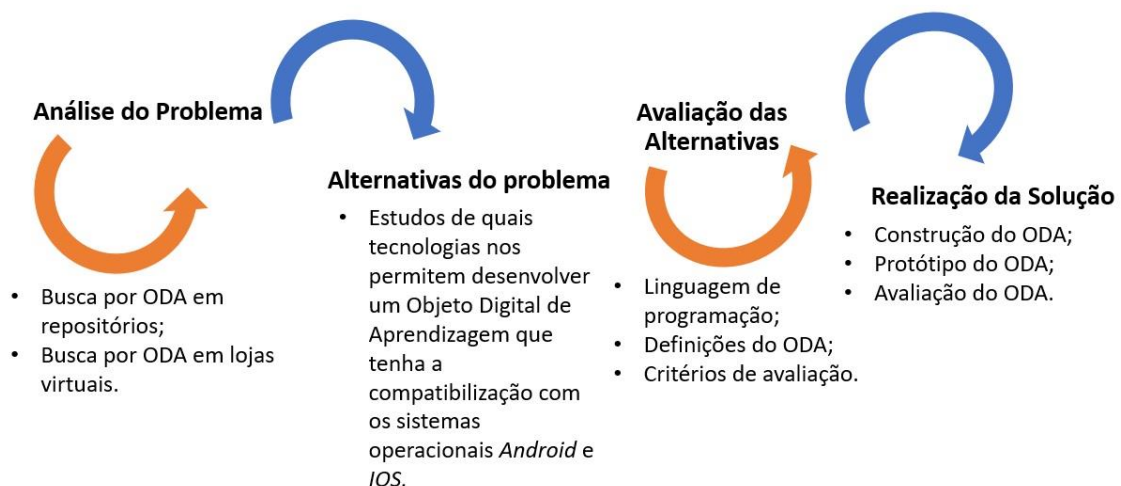 Análise do Problema
• Busca por ODA em
repositórios;
• Busca por ODA em lojas
virtuais.
Alternativas do problema
• Estudos de quais
tecnologias nos
permitem desenvolver
um Objeto Digital de
Aprendizagem que
tenha a
compatibilização com
os sistemas
operacionais Android e
IOS.
Avaliação das
Alternativas
• Linguagem de
programação;
• Definições do ODA;
• Critérios de avaliação.
Realização da Solução
• Construção do ODA;
• Protótipo do ODA;
• Avaliação do ODA.